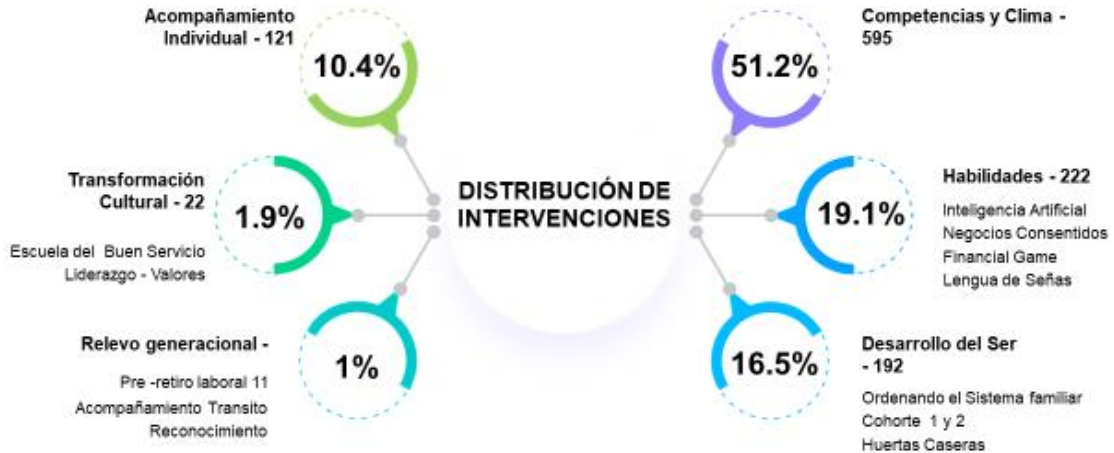 Acompañamiento
Individual - 121
10.4%
Transformación
Cultural - 22
1.9%
Escuela del Buen Servicio
Liderazgo - Valores
Relevo generacional -
1%
Pre -retiro laboral 11
Acompañamiento Transito
Reconocimiento
DISTRIBUCIÓN DE
INTERVENCIONES
Competencias y Clima -
595
51.2%
Habilidades - 222
19.1%
Inteligencia Artificial
Negocios Consentidos
Financial Game
Lengua de Señas
Desarrollo del Ser
- 192
16.5%
Ordenando el Sistema familiar
Cohorte 1 y 2
Huertas Caseras